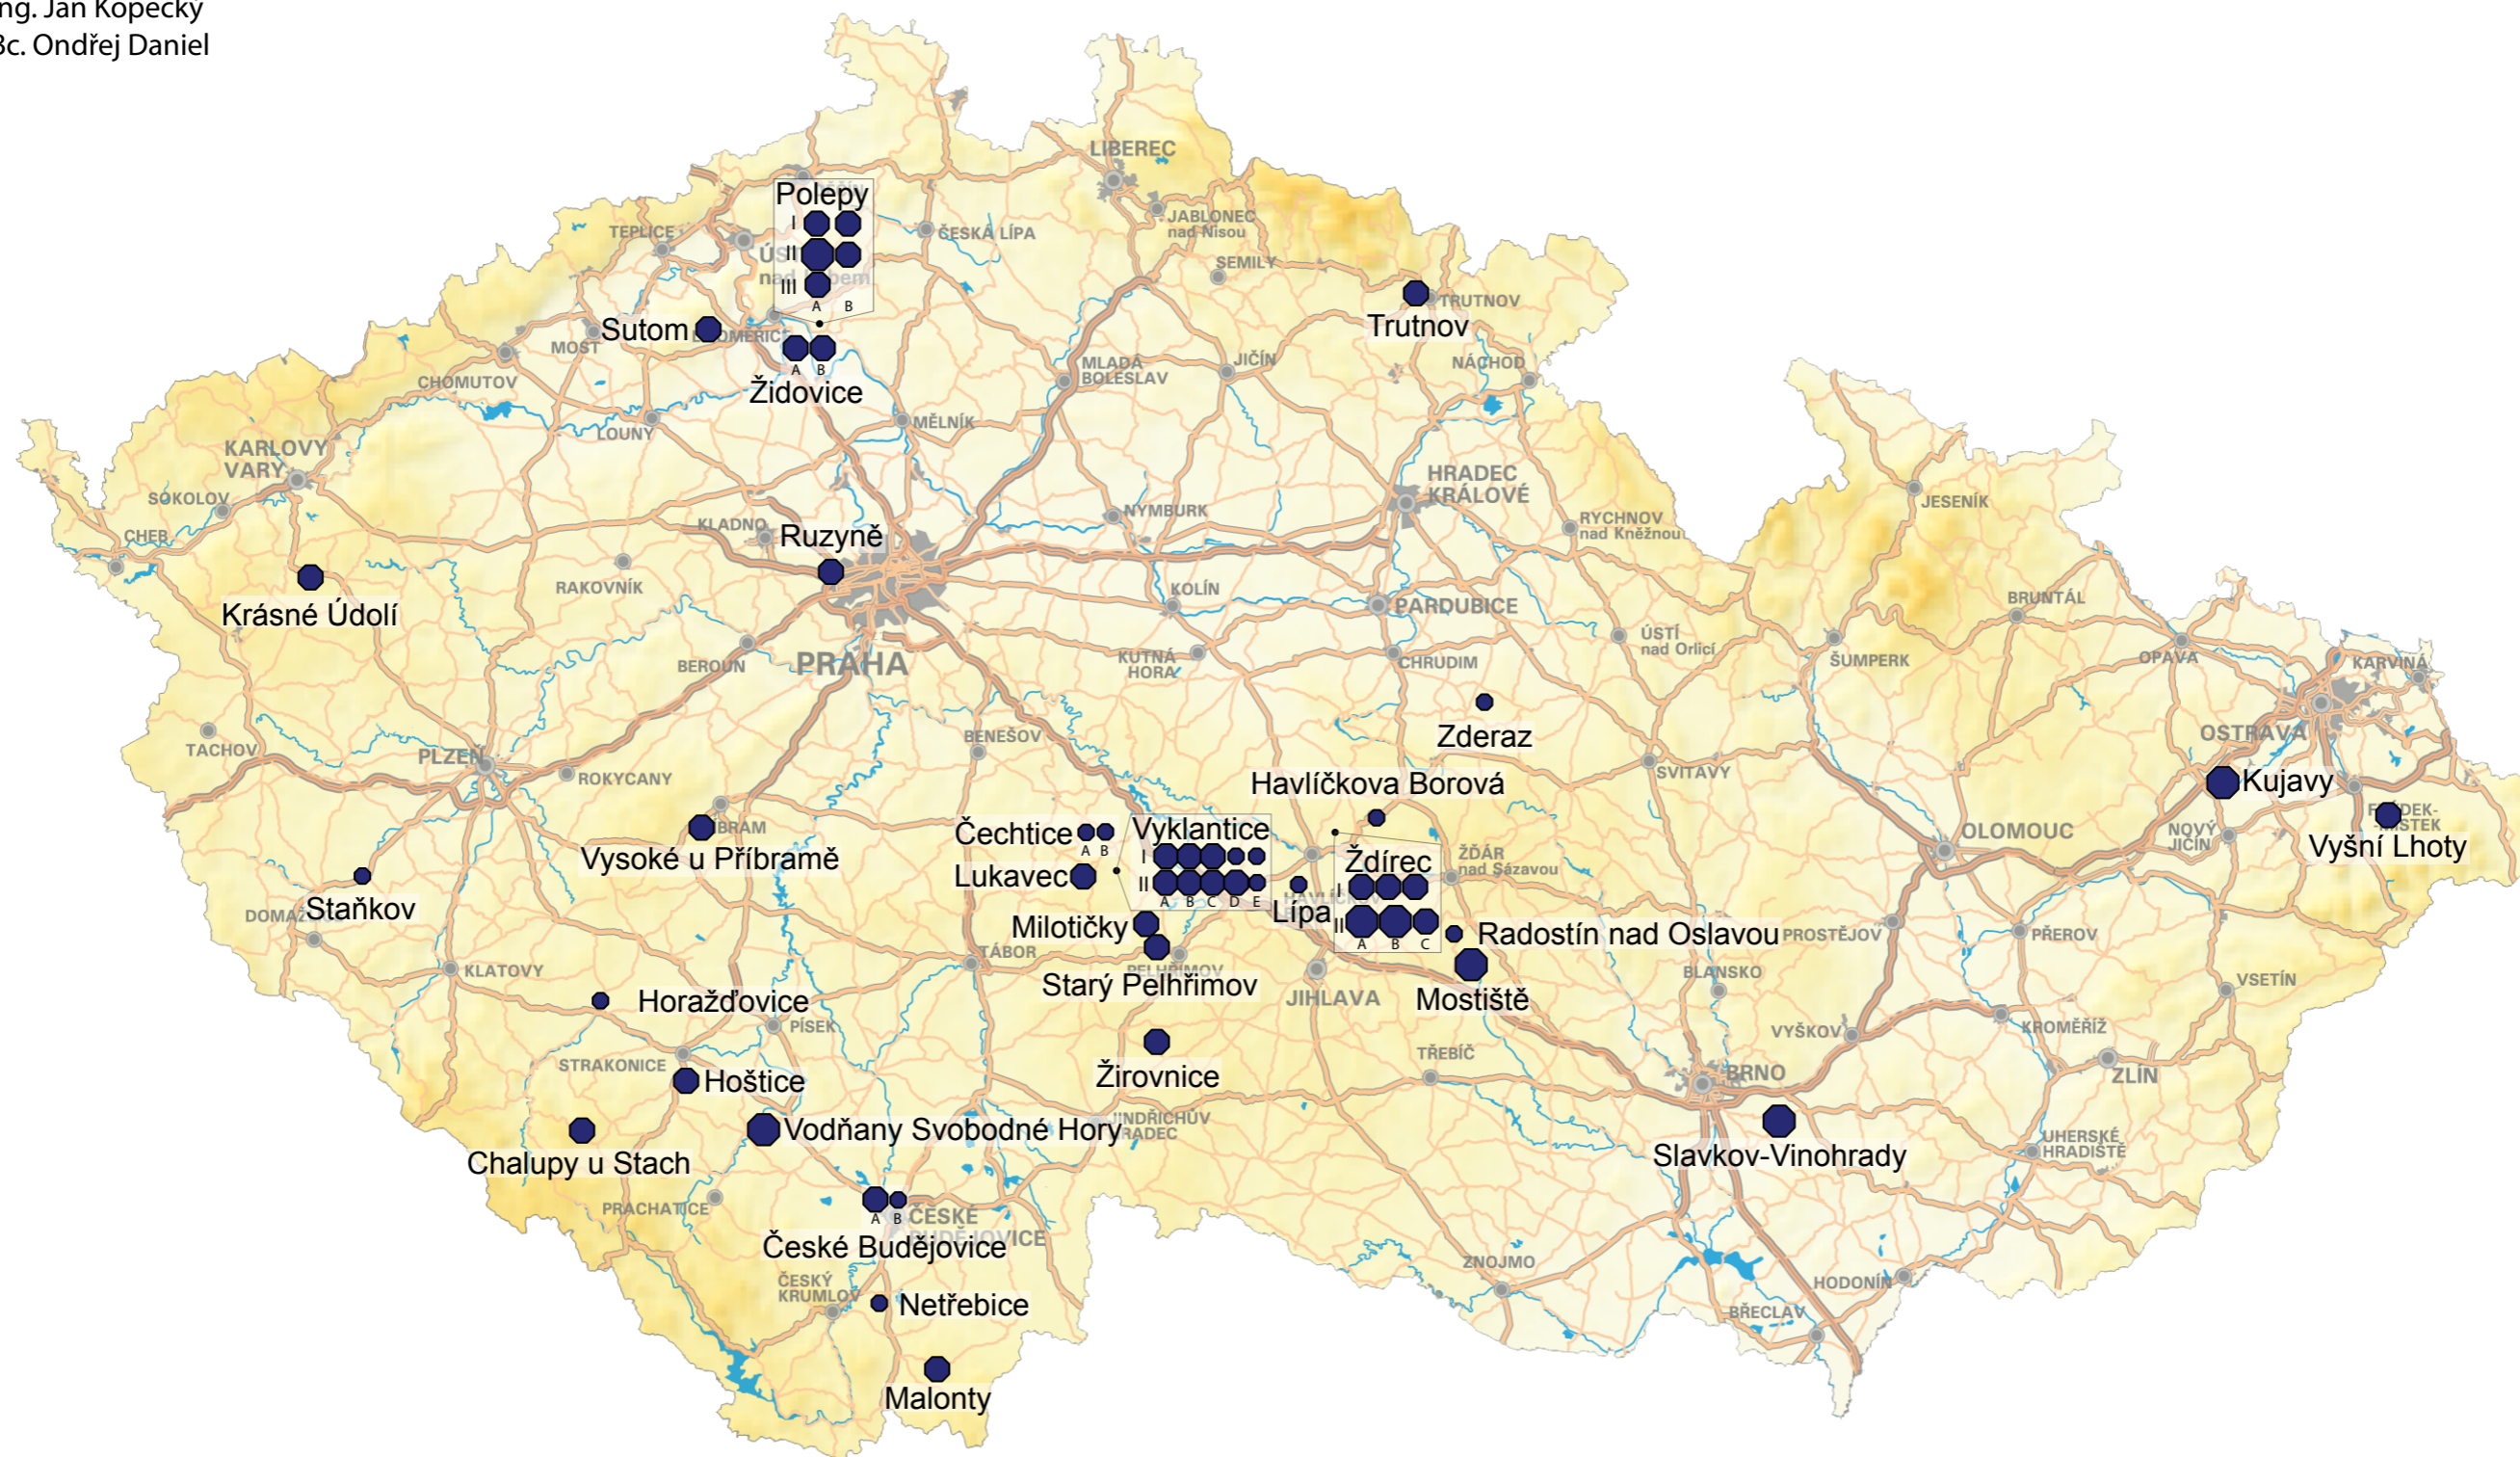 ng. Jan Kopecký
Bc. Ondřej Daniel
LIBEREC
Polepy
I
II
III
A B
TEPLICE
ČESKÁ LÍPA
JABLONEC
nad Nisou
SEMILY
TRUTNOV
Trutnov
Sutom
MOST
A B
Židovice
MLADÁ
BOLESLAV
JIČÍN
NÁCHOD
CHOMUTOV
LOUNY
MĚLNÍK
KARLOVY
VARY
SOKOLOV
CHEB
HRADEC
KRÁLOVÉ
JESENÍK
KLADNO
Ruzyně
NYMBURK
RYCHNOV
nad Kněžnou
RAKOVNÍK
KOLÍN
PARDUBICE
BRUNTÁL
Krásné Údolí
BEROUN
PRAHA
KUTNÁ
HORA
CHRUDIM
ÚSTÍ
nad Orlicí
ŠUMPERK
OPAVA
KARVINÁ
TACHOV
PLZEŇ
ROKYCANY
BENEŠOV
Zderaz
SVITAVY
OSTRAVA
Havlíčkova Borová
Kujavy
Vysoké u Příbramě
Čechtice
A B
Vyklantice
I
II
A B C D E
Lukavec
Ždírec
I
II
A B C
ŽĎÁR
nad Sázavou
OLOMOUC
NOVÝ
JIČÍN
Vyšní Lhoty
Staňkov
Lípa
Milotičky
Starý Pelhřimov
PELHŘIMOV
Radostín nad Oslavou
PROSTĚJOV
PŘEROV
KLATOVY
TÁBOR
JIHLAVA
Mostiště
BLANSKO
VSETÍN
Horažďovice
PÍSEK
VYŠKOV
KROMĚŘÍŽ
STRAKONICE
Hoštice
Žirovnice
TŘEBÍČ
BRNO
ZLÍN
Chalupy u Stach
Vodňany Svobodné Hory
Slavkov-Vinohrady
UHERSKÉ
HRADIŠTĚ
PRACHATICE
A B
ČESKÉ
BUDĚJOVICE
České Budějovice
ČESKÝ
KRUMLOV
Netřebice
ZNOJMO
HODONÍN
BŘECLAV
Malonty